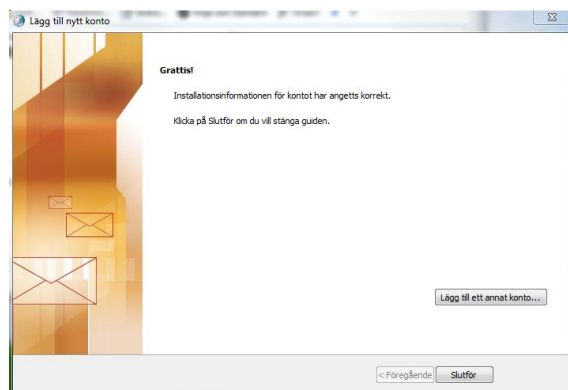 Lägg till nytt konto
Grattis!
Installationsinformationen för kontot har angetts korrekt.
Klicka på Slutför om du vill stänga guiden.
Lägg till ett annat konto...
< Föregående
Slutför